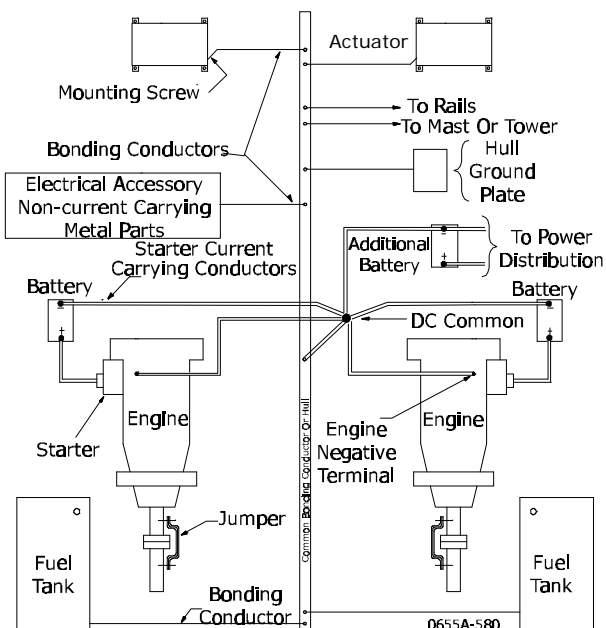 Actuator
Mounting Screw
To Rails
To Mast Or Tower
Bonding Conductors
Hull
Ground
Plate
Electrical Accessory
Non-current Carrying
Metal Parts
Starter Current
Carrying Conductors
Additional
Battery
To Power
Distribution
Battery
Battery
DC Common
Engine
Engine
Starter
Engine
Negative
Terminal
Common Bonding Conductor Or Hull
Jumper
Fuel
Tank
Fuel
Tank
Bonding
Conductor
0655A-580